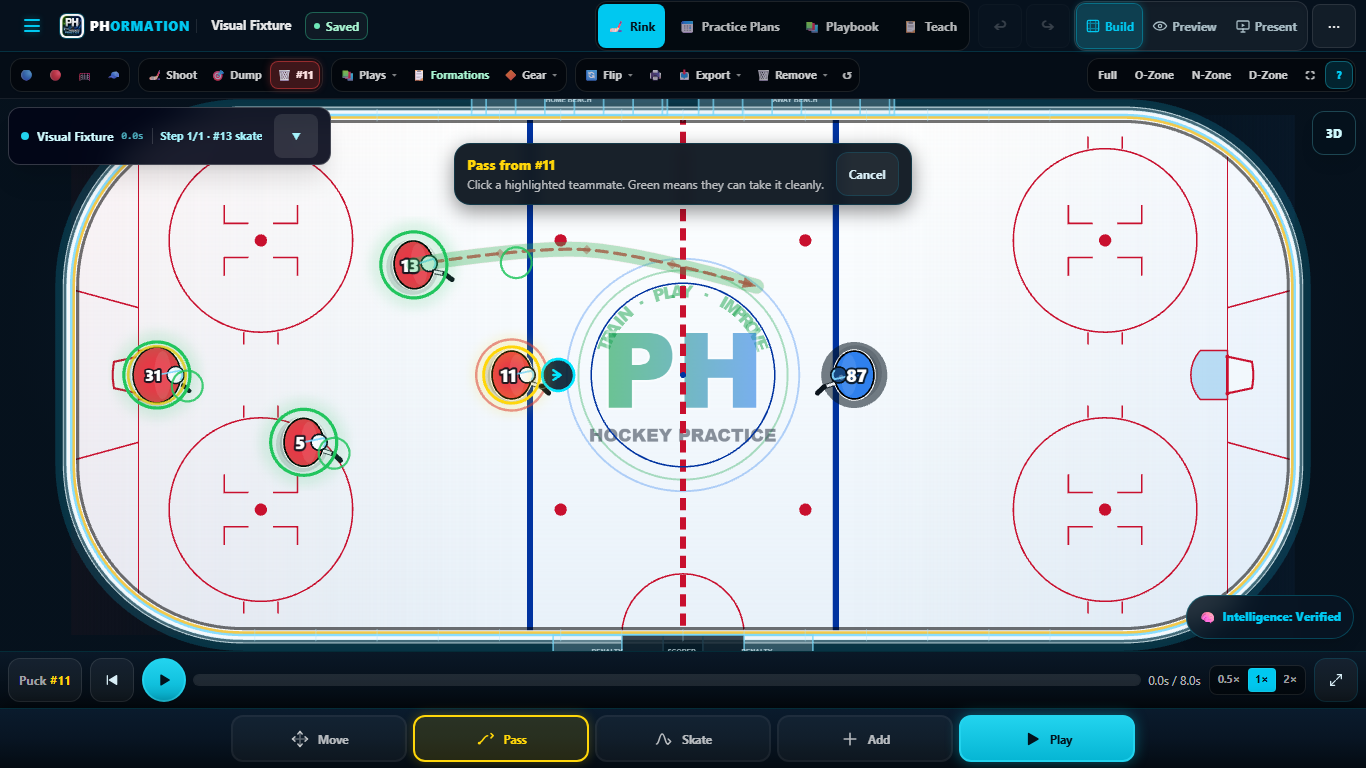 PH PHORMATION Visual Fixture Saved Rink Practice Plans Playbook Teach Build Preview Present ...
Shoot Dump #11 Plays Formations Gear Flip Export Remove Full O-Zone N-Zone D-Zone ?
HOME BENCH AWAY BENCH
Visual Fixture 0.0s Step 1/1 · #13 skate
3D
Pass from #11
Click a highlighted teammate. Green means they can take it cleanly.
Cancel
13
TRAIN · PLAY · IMPROVE
PH
31
11
87
HOCKEY PRACTICE
5
Intelligence: Verified
PENALTY SCORER PENALTY
Puck #11 0.0s / 8.0s 0.5× 1× 2×
Move Pass Skate Add Play